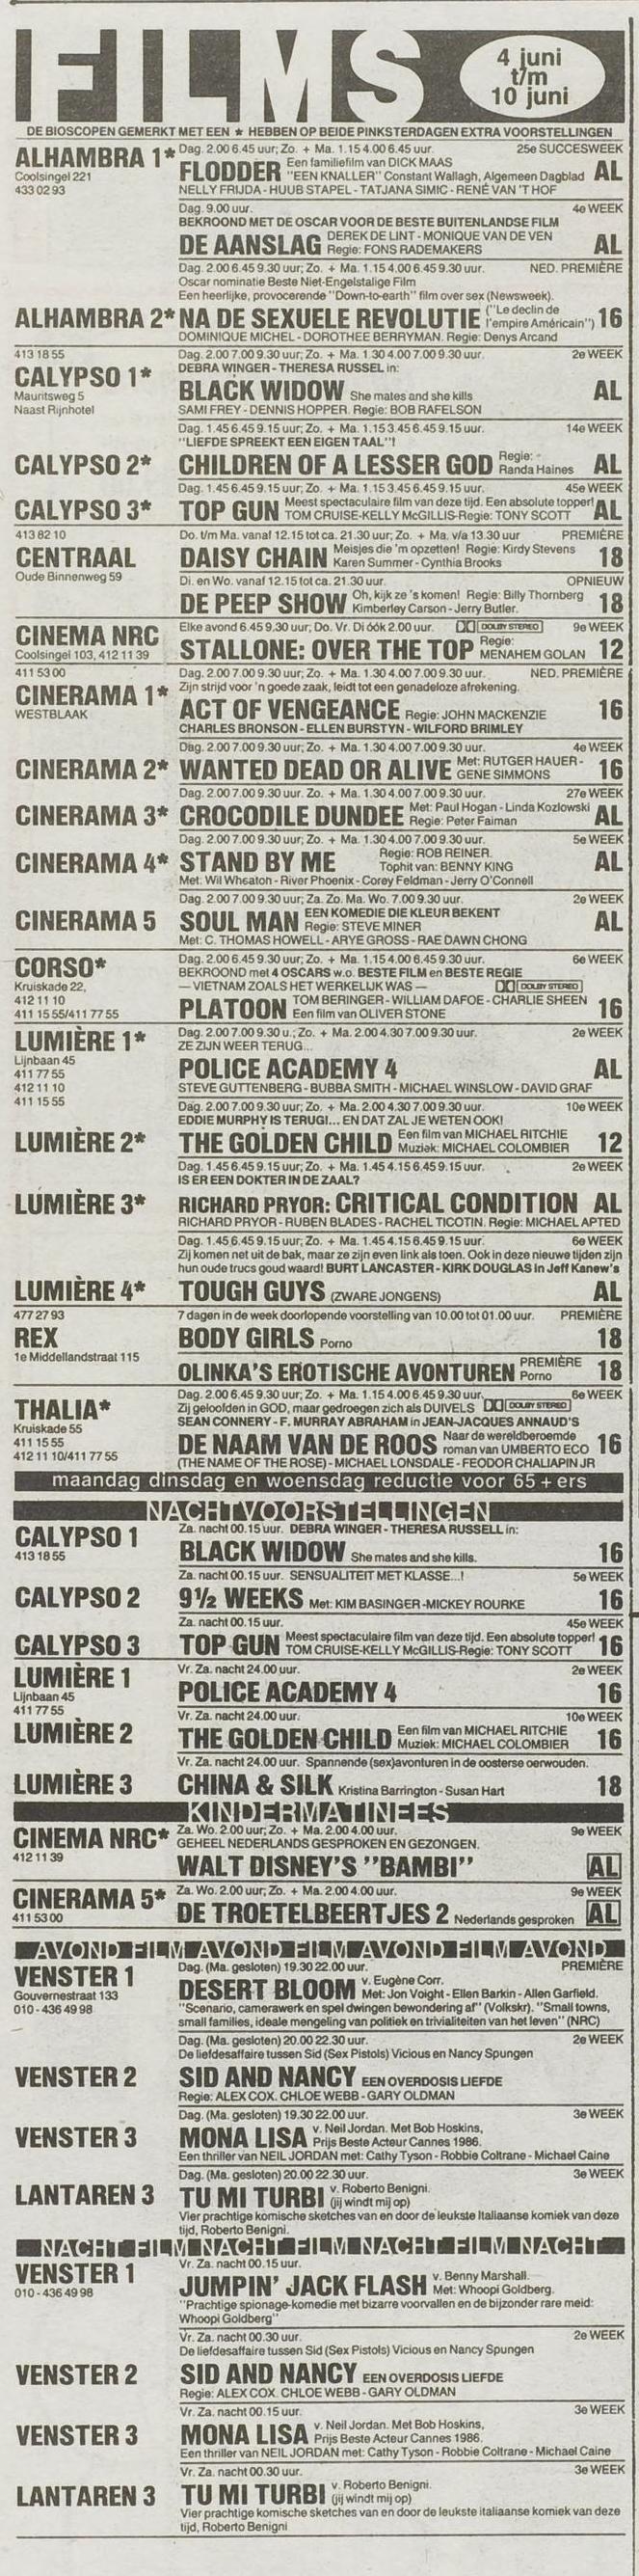 FILMS
4 juni
t/m
10 juni
DE BIOSCOPEN GEMERKT MET EEN ★ HEBBEN OP BEIDE PINKSTERDAGEN EXTRA VOORSTELLINGEN
ALHAMBRA 1* Dag. 2.00 6.45 uur; Zo. + Ma. 1.15 4.00 6.45 uur. 25e SUCCESWEEK
Coolsingel 221
433 02 93
FLODDER Een familiefilm van DICK MAAS
"EEN KNALLER" Constant Wallagh, Algemeen Dagblad AL
NELLY FRIJDA - HUUB STAPEL - TATJANA SIMIC - RENÉ VAN 'T HOF
Dag. 9.00 uur. 4e WEEK
BEKROOND MET DE OSCAR VOOR DE BESTE BUITENLANDSE FILM
DE AANSLAG DEREK DE LINT - MONIQUE VAN DE VEN
Regie: FONS RADEMAKERS AL
Dag. 2.00 6.45 9.30 uur; Zo. + Ma. 1.15 4.00 6.45 9.30 uur. NED. PREMIÈRE
Oscar nominatie Beste Niet-Engelstalige Film
Een heerlijke, provocerende "Down-to-earth" film over sex (Newsweek).
ALHAMBRA 2* NA DE SEXUELE REVOLUTIE ("Le declin de
l'empire Américain") 16
DOMINIQUE MICHEL - DOROTHEE BERRYMAN. Regie: Denys Arcand
413 18 55 Dag. 2.00 7.00 9.30 uur; Zo. + Ma. 1.30 4.00 7.00 9.30 uur. 2e WEEK
CALYPSO 1*
Mauritsweg 5
Naast Rijnhotel
DEBRA WINGER - THERESA RUSSEL in:
BLACK WIDOW She mates and she kills AL
SAMI FREY - DENNIS HOPPER. Regie: BOB RAFELSON
Dag. 1.45 6.45 9.15 uur; Zo. + Ma. 1.15 3.45 6.45 9.15 uur. 14e WEEK
"LIEFDE SPREEKT EEN EIGEN TAAL"!
CALYPSO 2* CHILDREN OF A LESSER GOD Regie: -
Randa Haines AL
Dag. 1.45 6.45 9.15 uur; Zo. + Ma. 1.15 3.45 6.45 9.15 uur. 45e WEEK
CALYPSO 3* TOP GUN Meest spectaculaire film van deze tijd. Een absolute topper!
TOM CRUISE-KELLY McGILLIS-Regie: TONY SCOTT AL
413 82 10 Do. t/m Ma. vanaf 12.15 tot ca. 21.30 uur; Zo. + Ma. v/a 13.30 uur PREMIÈRE
CENTRAAL
Oude Binnenweg 59
DAISY CHAIN Meisjes die 'm opzetten! Regie: Kirdy Stevens
Karen Summer - Cynthia Brooks 18
Di. en Wo. vanaf 12.15 tot ca. 21.30 uur. OPNIEUW
DE PEEP SHOW Oh, kijk ze 's komen! Regie: Billy Thornberg
Kimberley Carson - Jerry Butler. 18
CINEMA NRC
Coolsingel 103, 412 11 39
Elke avond 6.45 9.30 uur; Do. Vr. Di óók 2.00 uur. DOLBY STEREO 9e WEEK
STALLONE: OVER THE TOP Regie:
MENAHEM GOLAN 12
411 53 00 Dag. 2.00 7.00 9.30 uur; Zo. + Ma. 1.30 4.00 7.00 9.30 uur. NED. PREMIÈRE
CINERAMA 1*
WESTBLAAK
Zijn strijd voor 'n goede zaak, leidt tot een genadeloze afrekening.
ACT OF VENGEANCE Regie: JOHN MACKENZIE 16
CHARLES BRONSON - ELLEN BURSTYN - WILFORD BRIMLEY
Dag. 2.00 7.00 9.30 uur; Zo. + Ma. 1.30 4.00 7.00 9.30 uur. 4e WEEK
CINERAMA 2* WANTED DEAD OR ALIVE Met: RUTGER HAUER -
GENE SIMMONS 16
Dag. 2.00 7.00 9.30 uur. Zo. + Ma. 1.30 4.00 7.00 9.30 uur. 27e WEEK
CINERAMA 3* CROCODILE DUNDEE Met: Paul Hogan - Linda Kozlowski
Regie: Peter Faiman AL
Dag. 2.00 7.00 9.30 uur; Zo. + Ma. 1.30 4.00 7.00 9.30 uur. 5e WEEK
CINERAMA 4* STAND BY ME Regie: ROB REINER.
Tophit van: BENNY KING AL
Met: Wil Wheaton - River Phoenix - Corey Feldman - Jerry O'Connell
Dag. 2.00 7.00 9.30 uur; Za. Zo. Ma. Wo. 7.00 9.30 uur. 2e WEEK
CINERAMA 5 SOUL MAN EEN KOMEDIE DIE KLEUR BEKENT
Regie: STEVE MINER AL
Met: C. THOMAS HOWELL - ARYE GROSS - RAE DAWN CHONG
CORSO*
Kruiskade 22,
412 11 10
411 15 55/411 77 55
Dag. 2.00 6.45 9.30 uur; Zo. + Ma. 1.15 4.00 6.45 9.30 uur. 6e WEEK
BEKROOND met 4 OSCARS w.o. BESTE FILM en BESTE REGIE
— VIETNAM ZOALS HET WERKELIJK WAS — DOLBY STEREO
PLATOON TOM BERINGER - WILLIAM DAFOE - CHARLIE SHEEN
Een film van OLIVER STONE 16
LUMIÈRE 1*
Lijnbaan 45
411 77 55
412 11 10
411 15 55
Dag. 2.00 7.00 9.30 u.; Zo. + Ma. 2.00 4.30 7.00 9.30 uur. 2e WEEK
ZE ZIJN WEER TERUG...
POLICE ACADEMY 4 AL
STEVE GUTTENBERG - BUBBA SMITH - MICHAEL WINSLOW - DAVID GRAF
Dag. 2.00 7.00 9.30 uur; Zo. + Ma. 2.00 4.30 7.00 9.30 uur. 10e WEEK
EDDIE MURPHY IS TERUG!... EN DAT ZAL JE WETEN OOK!
LUMIÈRE 2* THE GOLDEN CHILD Een film van MICHAEL RITCHIE
Muziek: MICHAEL COLOMBIER 12
Dag. 1.45 6.45 9.15 uur; Zo. + Ma. 1.45 4.15 6.45 9.15 uur. 2e WEEK
IS ER EEN DOKTER IN DE ZAAL?
LUMIÈRE 3* RICHARD PRYOR: CRITICAL CONDITION AL
RICHARD PRYOR - RUBEN BLADES - RACHEL TICOTIN. Regie: MICHAEL APTED
Dag. 1.45 6.45 9.15 uur; Zo. + Ma. 1.45 4.15 6.45 9.15 uur. 6e WEEK
Zij komen net uit de bak, maar ze zijn even link als toen. Ook in deze nieuwe tijden zijn
hun oude trucs goud waard! BURT LANCASTER - KIRK DOUGLAS in Jeff Kanew's
LUMIÈRE 4* TOUGH GUYS (ZWARE JONGENS) AL
477 27 93 7 dagen in de week doorlopende voorstelling van 10.00 tot 01.00 uur. PREMIÈRE
REX
1e Middellandstraat 115
BODY GIRLS Porno 18
OLINKA'S EROTISCHE AVONTUREN PREMIÈRE
Porno 18
THALIA*
Kruiskade 55
411 15 55
412 11 10/411 77 55
Dag. 2.00 6.45 9.30 uur; Zo. + Ma. 1.15 4.00 6.45 9.30 uur. 6e WEEK
Zij geloofden in GOD, maar gedroegen zich als DUIVELS DOLBY STEREO
SEAN CONNERY - F. MURRAY ABRAHAM in JEAN-JACQUES ANNAUD'S
DE NAAM VAN DE ROOS Naar de wereldberoemde
roman van UMBERTO ECO 16
(THE NAME OF THE ROSE) - MICHAEL LONSDALE - FEODOR CHALIAPIN JR
maandag dinsdag en woensdag reductie voor 65 + ers
NACHTVOORSTELLINGEN
CALYPSO 1
413 18 55
Za. nacht 00.15 uur. DEBRA WINGER - THERESA RUSSELL in:
BLACK WIDOW She mates and she kills. 16
Za. nacht 00.15 uur. SENSUALITEIT MET KLASSE...! 5e WEEK
CALYPSO 2 9½ WEEKS Met: KIM BASINGER - MICKEY ROURKE 16
Za. nacht 00.15 uur. 45e WEEK
CALYPSO 3 TOP GUN Meest spectaculaire film van deze tijd. Een absolute topper!
TOM CRUISE-KELLY McGILLIS-Regie: TONY SCOTT 16
LUMIÈRE 1
Lijnbaan 45
411 77 55
Vr. Za. nacht 24.00 uur. 2e WEEK
POLICE ACADEMY 4 16
Vr. Za. nacht 24.00 uur. 10e WEEK
LUMIÈRE 2 THE GOLDEN CHILD Een film van MICHAEL RITCHIE
Muziek: MICHAEL COLOMBIER 16
Vr. Za. nacht 24.00 uur. Spannende (sex)avonturen in de oosterse oerwouden.
LUMIÈRE 3 CHINA & SILK Kristina Barrington - Susan Hart 18
KINDERMATINEES
CINEMA NRC*
412 11 39
Za. Wo. 2.00 uur; Zo. + Ma. 2.00 4.00 uur. 9e WEEK
GEHEEL NEDERLANDS GESPROKEN EN GEZONGEN.
WALT DISNEY'S "BAMBI" AL
CINERAMA 5*
411 53 00
Za. Wo. 2.00 uur; Zo. + Ma. 2.00 4.00 uur. 9e WEEK
DE TROETELBEERTJES 2 Nederlands gesproken AL
AVOND FILM AVOND FILM AVOND FILM AVOND
VENSTER 1
Gouvernestraat 133
010 - 436 49 98
Dag. (Ma. gesloten) 19.30 22.00 uur. PREMIÈRE
DESERT BLOOM v. Eugène Corr.
Met: Jon Voight - Ellen Barkin - Allen Garfield.
"Scenario, camerawerk en spel dwingen bewondering af" (Volkskr). "Small towns,
small families, ideale mengeling van politiek en trivialiteiten van het leven" (NRC)
Dag. (Ma. gesloten) 20.00 22.30 uur. 2e WEEK
De liefdesaffaire tussen Sid (Sex Pistols) Vicious en Nancy Spungen
VENSTER 2 SID AND NANCY EEN OVERDOSIS LIEFDE
Regie: ALEX COX. CHLOE WEBB - GARY OLDMAN
Dag. (Ma. gesloten) 19.30 22.00 uur. 3e WEEK
VENSTER 3 MONA LISA v. Neil Jordan. Met Bob Hoskins,
Prijs Beste Acteur Cannes 1986.
Een thriller van NEIL JORDAN met: Cathy Tyson - Robbie Coltrane - Michael Caine
Dag. (Ma. gesloten) 20.00 22.30 uur. 3e WEEK
LANTAREN 3 TU MI TURBI v. Roberto Benigni.
(jij windt mij op)
Vier prachtige komische sketches van en door de leukste Italiaanse komiek van deze
tijd, Roberto Benigni.
NACHT FILM NACHT FILM NACHT FILM NACHT
VENSTER 1
010 - 436 49 98
Vr. Za. nacht 00.15 uur.
JUMPIN' JACK FLASH v. Benny Marshall.
Met: Whoopi Goldberg.
"Prachtige spionage-komedie met bizarre voorvallen en de bijzonder rare meid:
Whoopi Goldberg"
Vr. Za. nacht 00.30 uur. 2e WEEK
De liefdesaffaire tussen Sid (Sex Pistols) Vicious en Nancy Spungen
VENSTER 2 SID AND NANCY EEN OVERDOSIS LIEFDE
Regie: ALEX COX. CHLOE WEBB - GARY OLDMAN
Vr. Za. nacht 00.15 uur. 3e WEEK
VENSTER 3 MONA LISA v. Neil Jordan. Met Bob Hoskins,
Prijs Beste Acteur Cannes 1986.
Een thriller van NEIL JORDAN met: Cathy Tyson - Robbie Coltrane - Michael Caine
Vr. Za. nacht 00.30 uur. 3e WEEK
LANTAREN 3 TU MI TURBI v. Roberto Benigni.
(jij windt mij op)
Vier prachtige komische sketches van en door de leukste italiaanse komiek van deze
tijd, Roberto Benigni